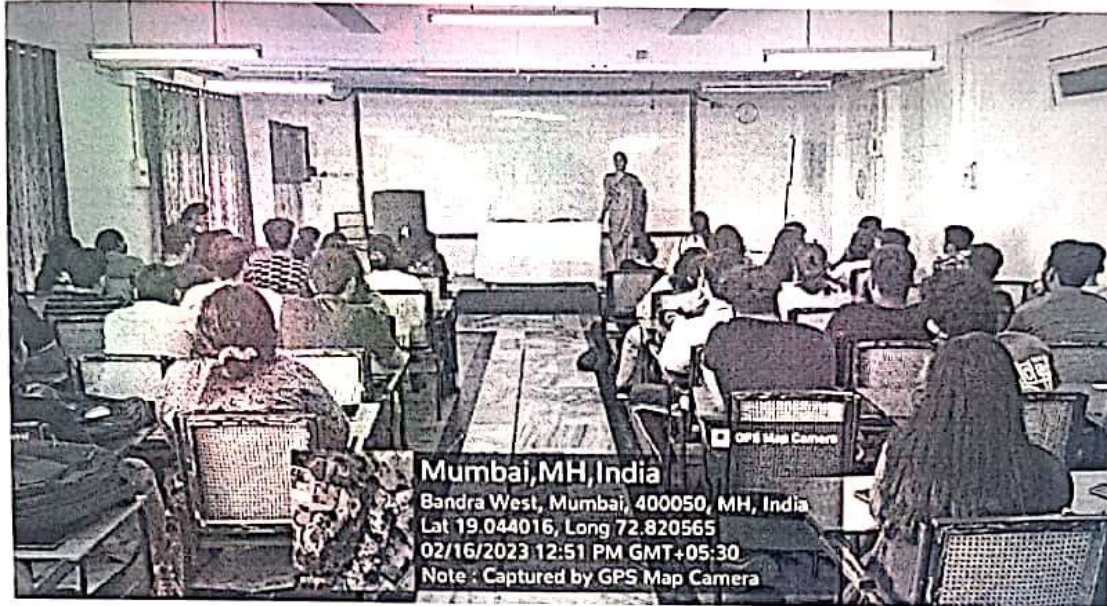 GPS Map Camera
Mumbai,MH,India
Bandra West, Mumbai, 400050, MH, India
Lat 19.044016, Long 72.820565
02/16/2023 12:51 PM GMT+05:30
Note : Captured by GPS Map Camera